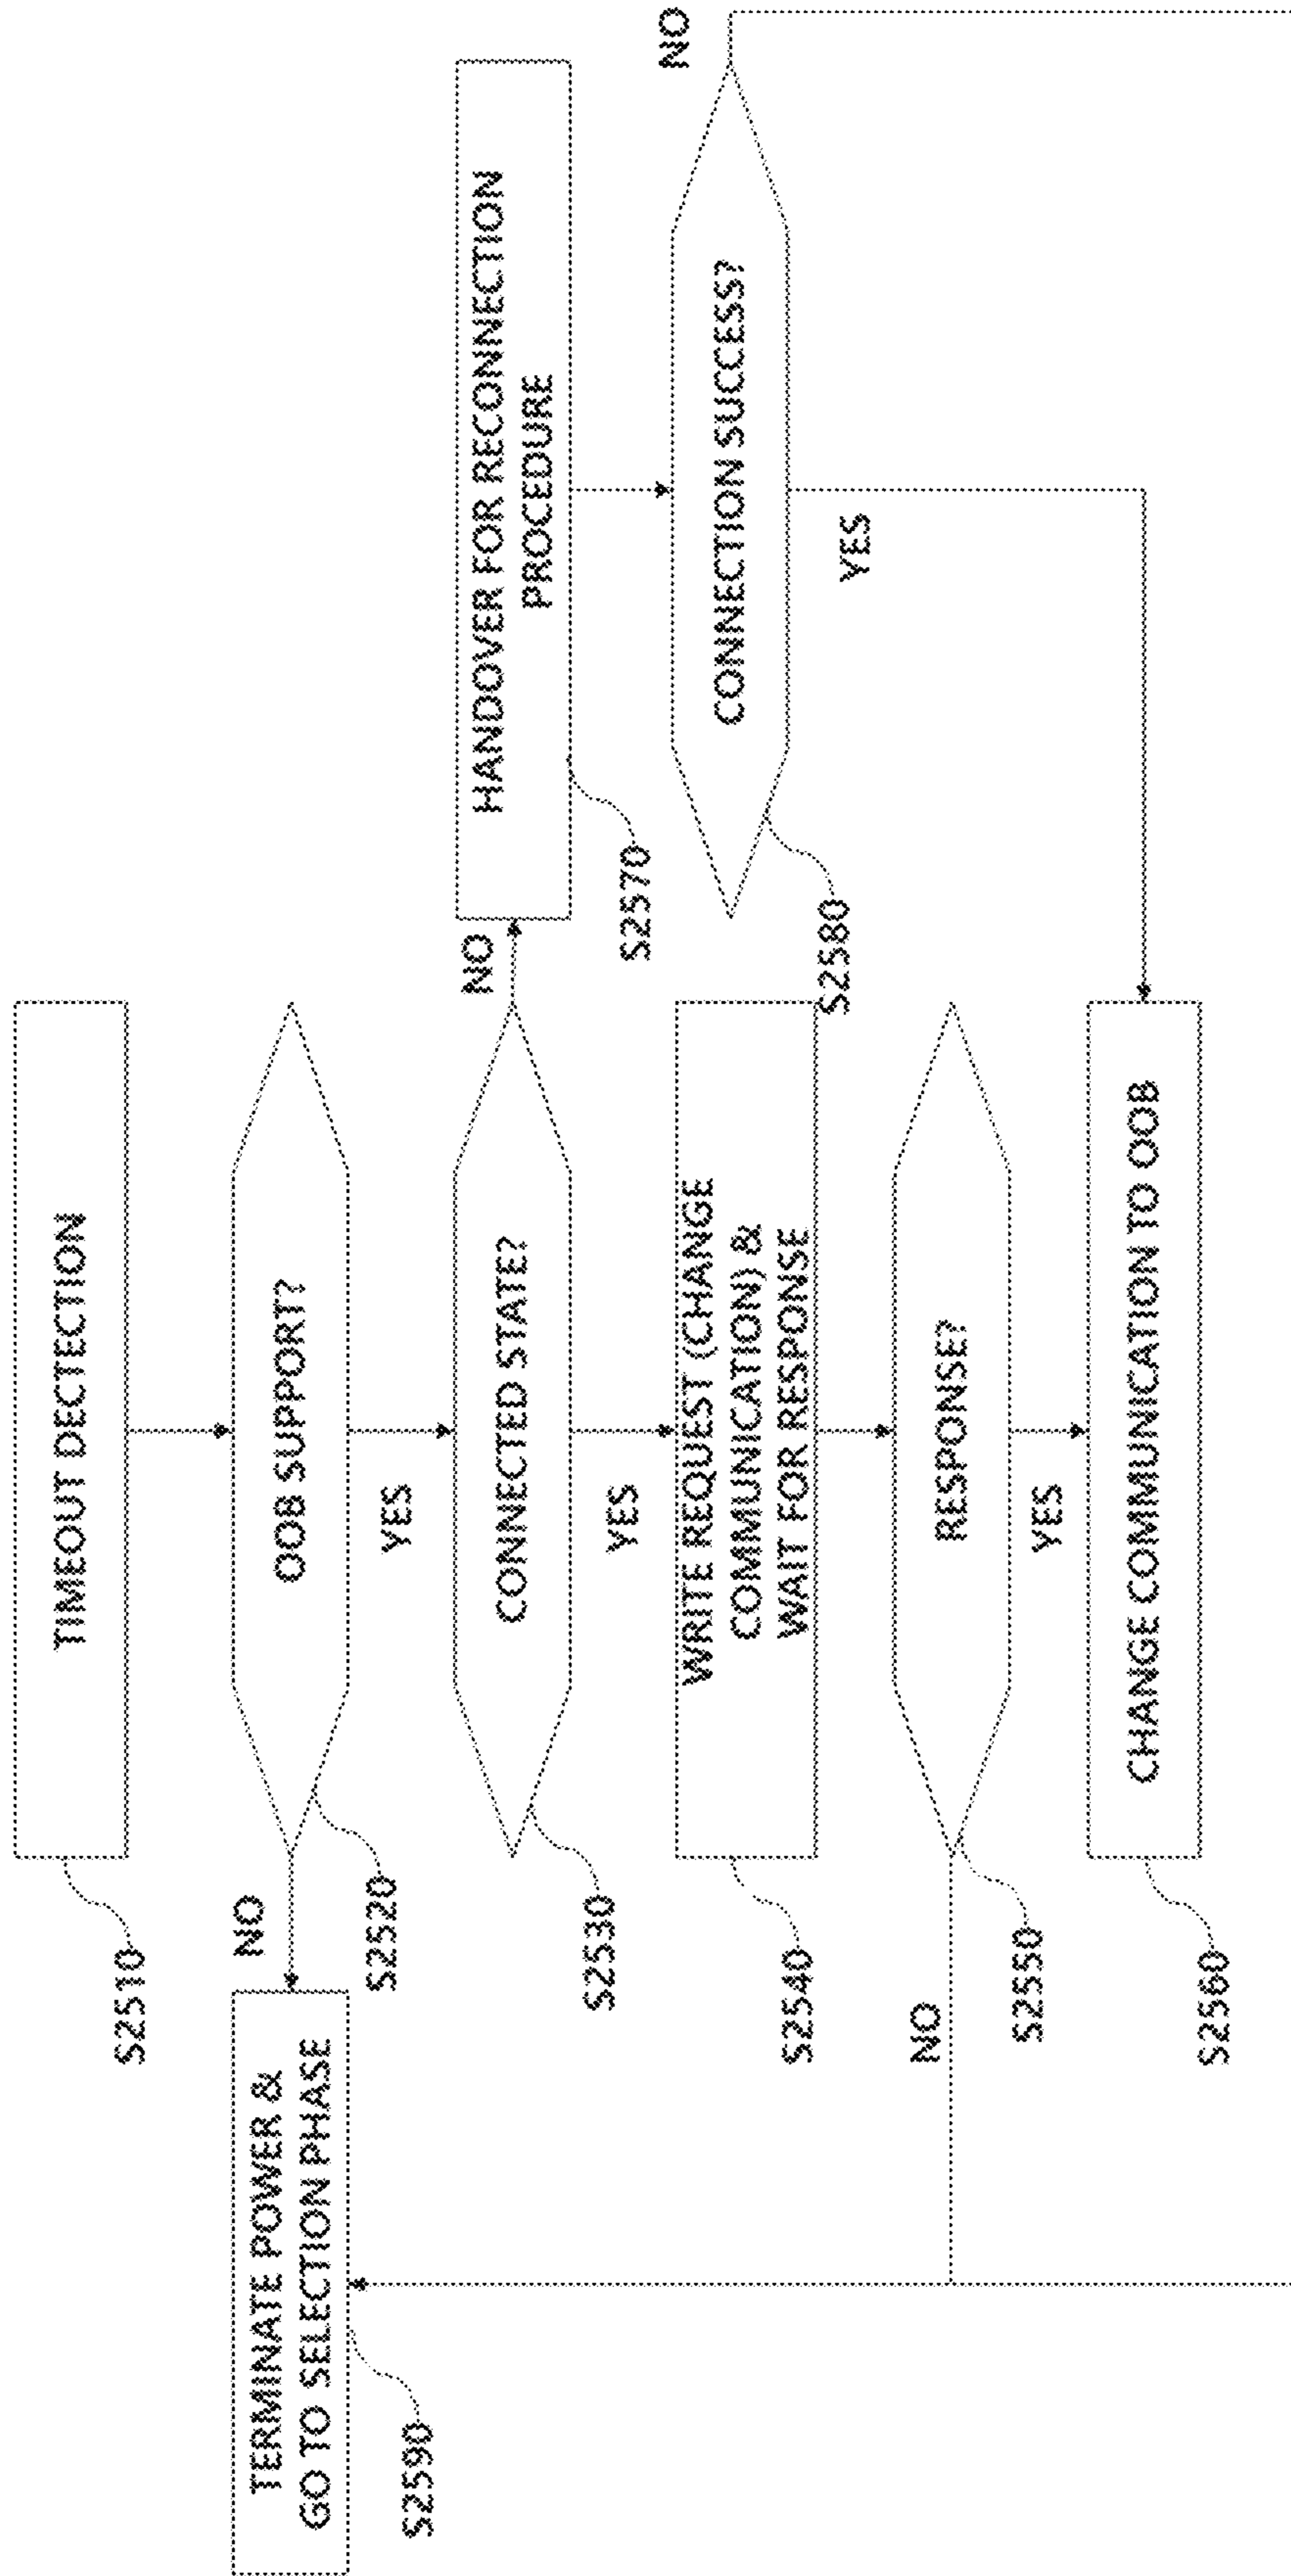 TIMEOUT DECTECTION
S2510
OOB SUPPORT?
S2520
NO
YES
TERMINATE POWER &
GO TO SELECTION PHASE
S2590
CONNECTED STATE?
S2530
NO
YES
HANDOVER FOR RECONNECTION
PROCEDURE
S2570
WRITE REQUEST (CHANGE
COMMUNICATION) &
WAIT FOR RESPONSE
S2540
CONNECTION SUCCESS?
S2580
NO
YES
RESPONSE?
S2550
NO
YES
CHANGE COMMUNICATION TO OOB
S2560